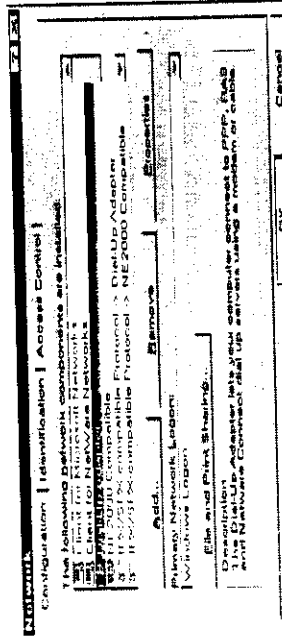 Network
Configuration | Identification | Access Control |
The following network components are installed:
Client for Microsoft Networks
Client for NetWare Networks
NE2000 Compatible
IPX/SPX-compatible Protocol -> Dial-Up Adapter
IPX/SPX-compatible Protocol -> NE2000 Compatible
Add...
Remove
Properties
Primary Network Logon:
Windows Logon
File and Print Sharing...
Description
The Dial-Up Adapter lets your computer connect to PPP, RAS
and Netware Connect dial up servers using a modem or cable.
OK
Cancel